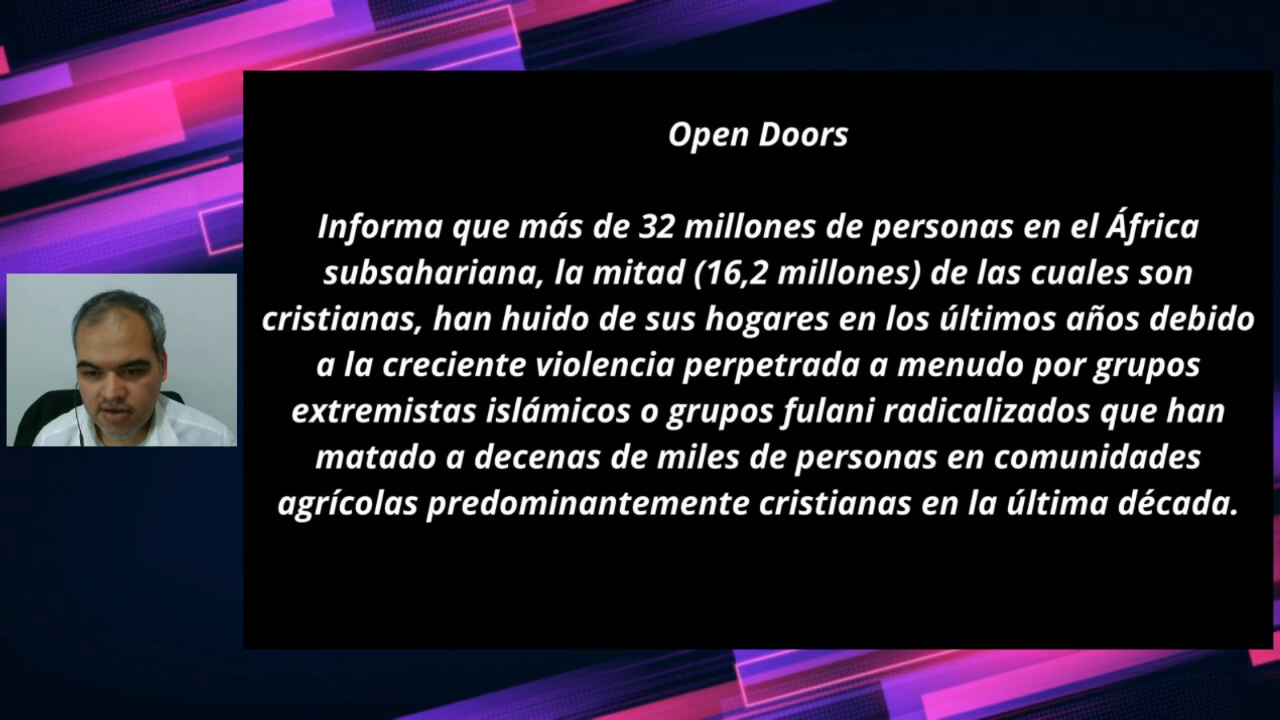 Open Doors
Informa que más de 32 millones de personas en el África
subsahariana, la mitad (16,2 millones) de las cuales son
cristianas, han huido de sus hogares en los últimos años debido
a la creciente violencia perpetrada a menudo por grupos
extremistas islámicos o grupos fulani radicalizados que han
matado a decenas de miles de personas en comunidades
agrícolas predominantemente cristianas en la última década.